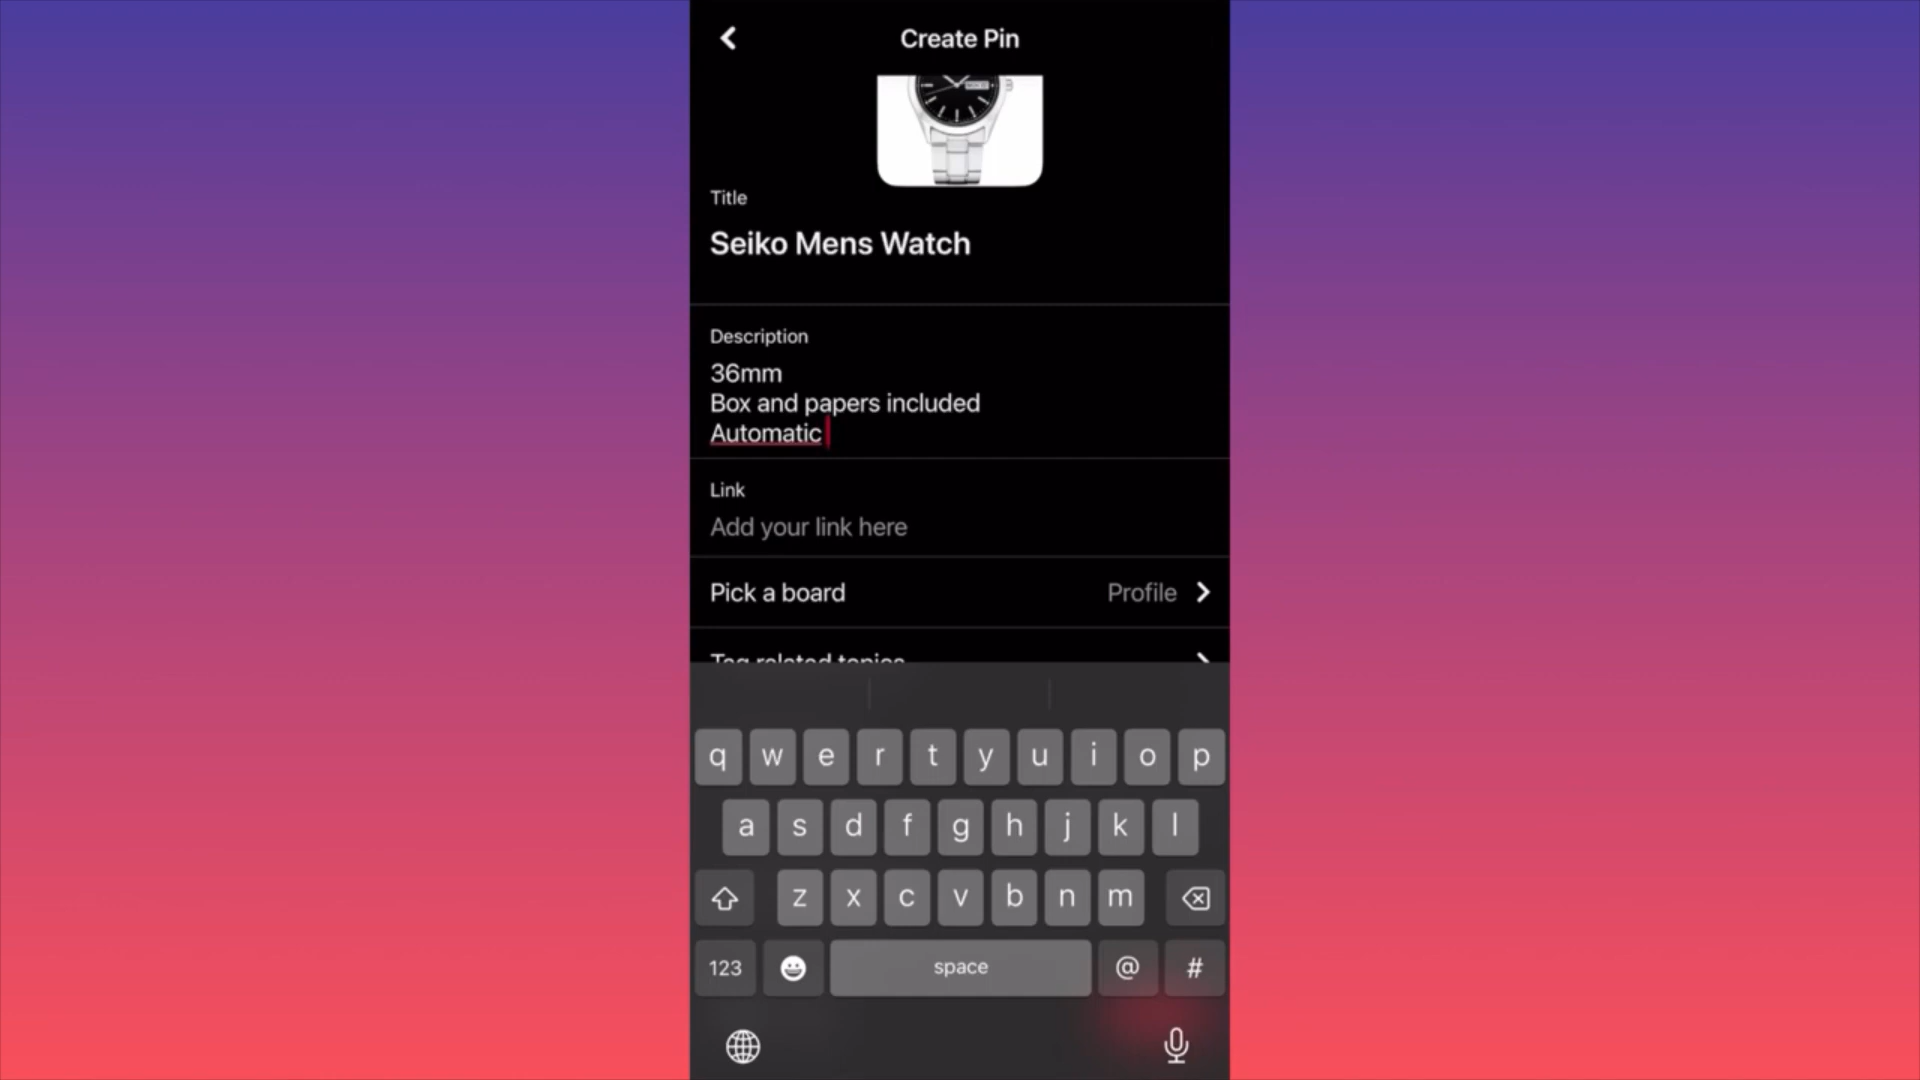 Create Pin
Title
Seiko Mens Watch
Description
36mm
Box and papers included
Automatic
Link
Add your link here
Pick a board
Profile
Tag related topics
q w e r t y u i o p
a s d f g h j k l
z x c v b n m
123
space
@ #